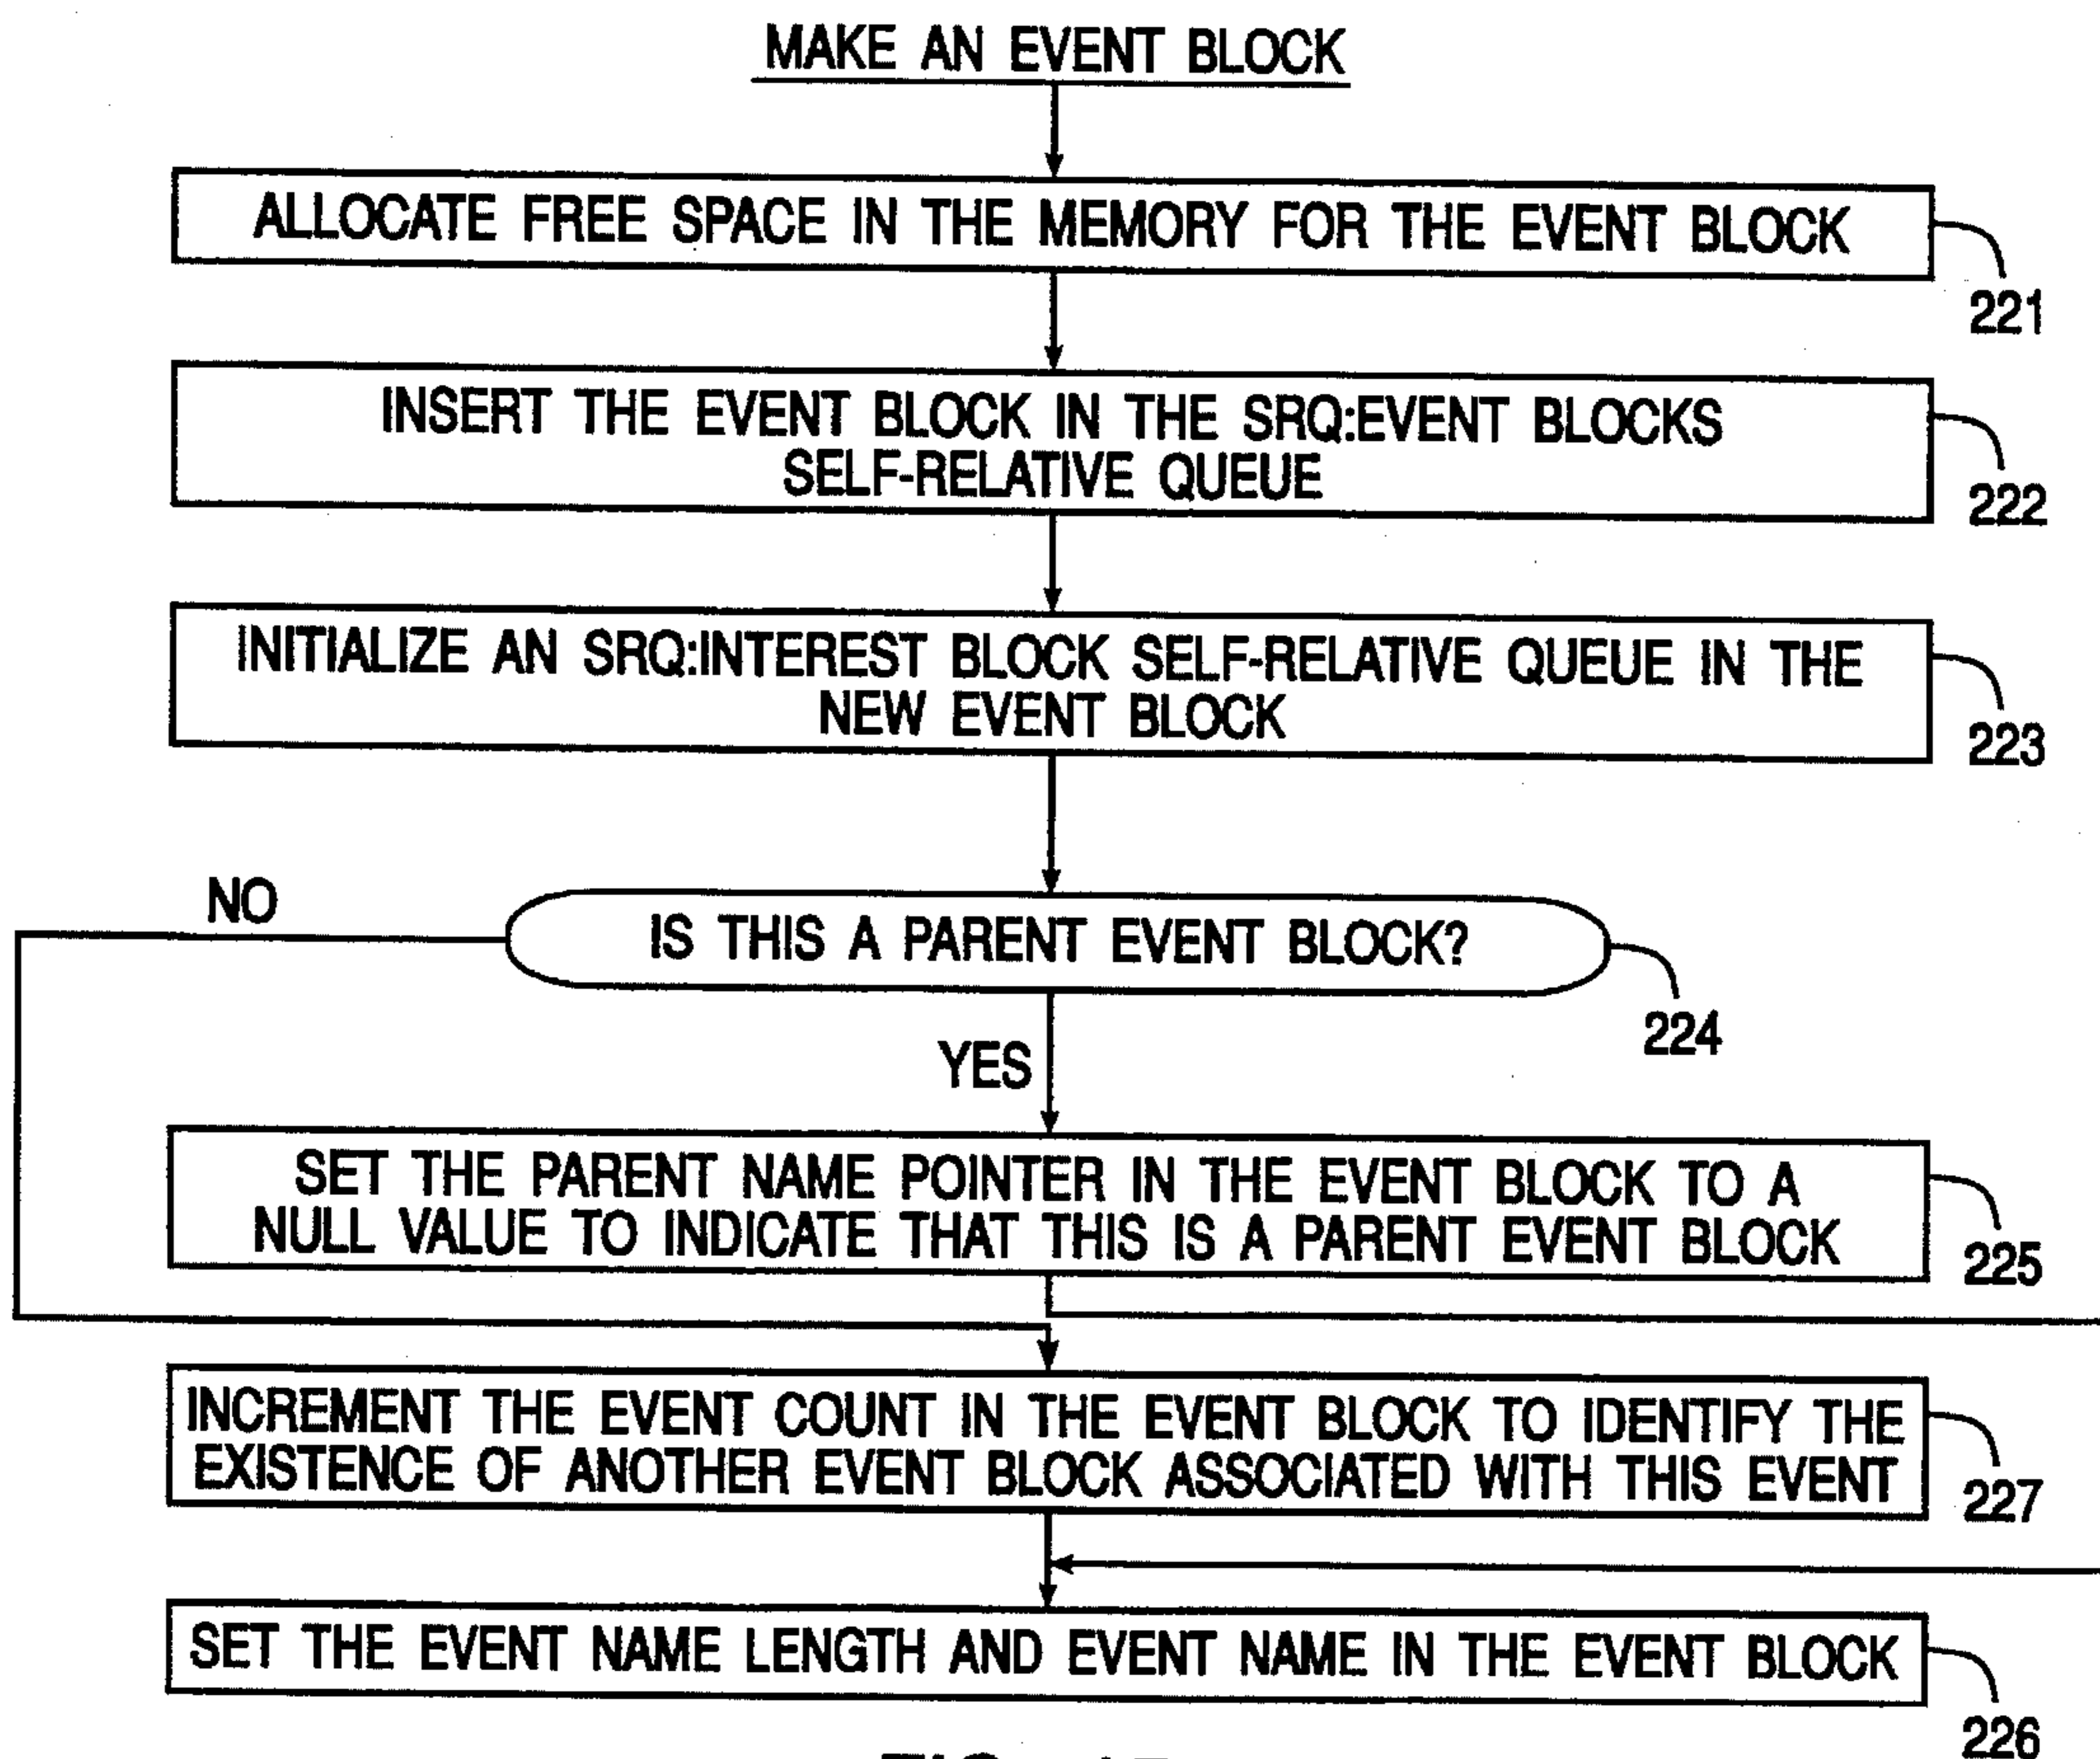 MAKE AN EVENT BLOCK
ALLOCATE FREE SPACE IN THE MEMORY FOR THE EVENT BLOCK
221
INSERT THE EVENT BLOCK IN THE SRQ:EVENT BLOCKS
SELF-RELATIVE QUEUE
222
INITIALIZE AN SRQ:INTEREST BLOCK SELF-RELATIVE QUEUE IN THE
NEW EVENT BLOCK
223
NO
IS THIS A PARENT EVENT BLOCK?
224
YES
SET THE PARENT NAME POINTER IN THE EVENT BLOCK TO A
NULL VALUE TO INDICATE THAT THIS IS A PARENT EVENT BLOCK
225
INCREMENT THE EVENT COUNT IN THE EVENT BLOCK TO IDENTIFY THE
EXISTENCE OF ANOTHER EVENT BLOCK ASSOCIATED WITH THIS EVENT
227
SET THE EVENT NAME LENGTH AND EVENT NAME IN THE EVENT BLOCK
226